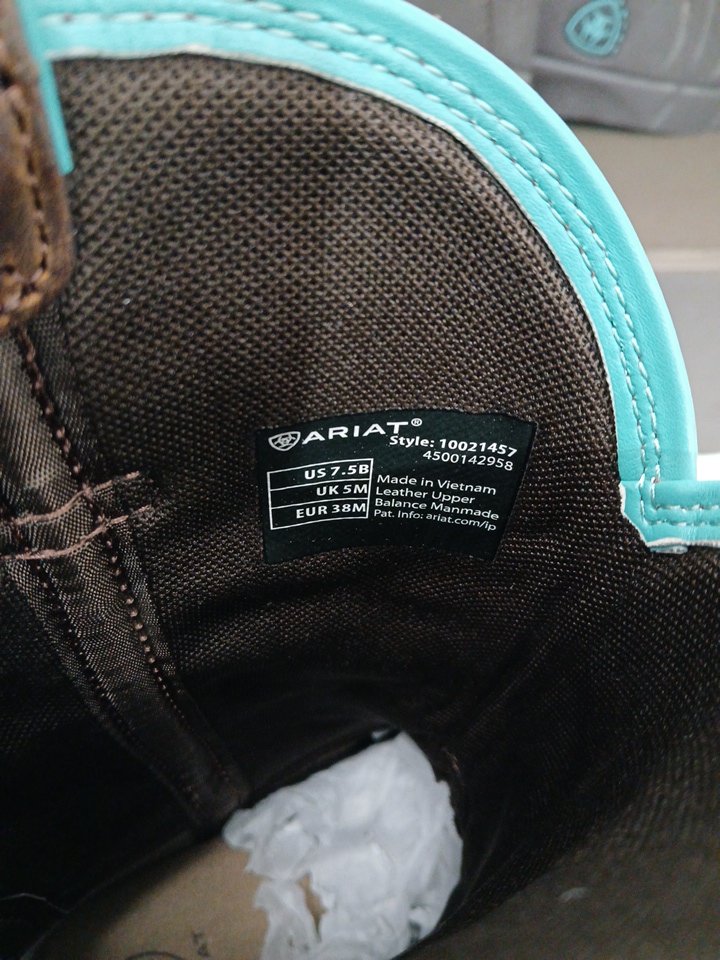 ARIAT®
Style: 10021457
4500142958
US 7.5B
UK 5M
EUR 38M
Made in Vietnam
Leather Upper
Balance Manmade
Pat. Info: ariat.com/ip